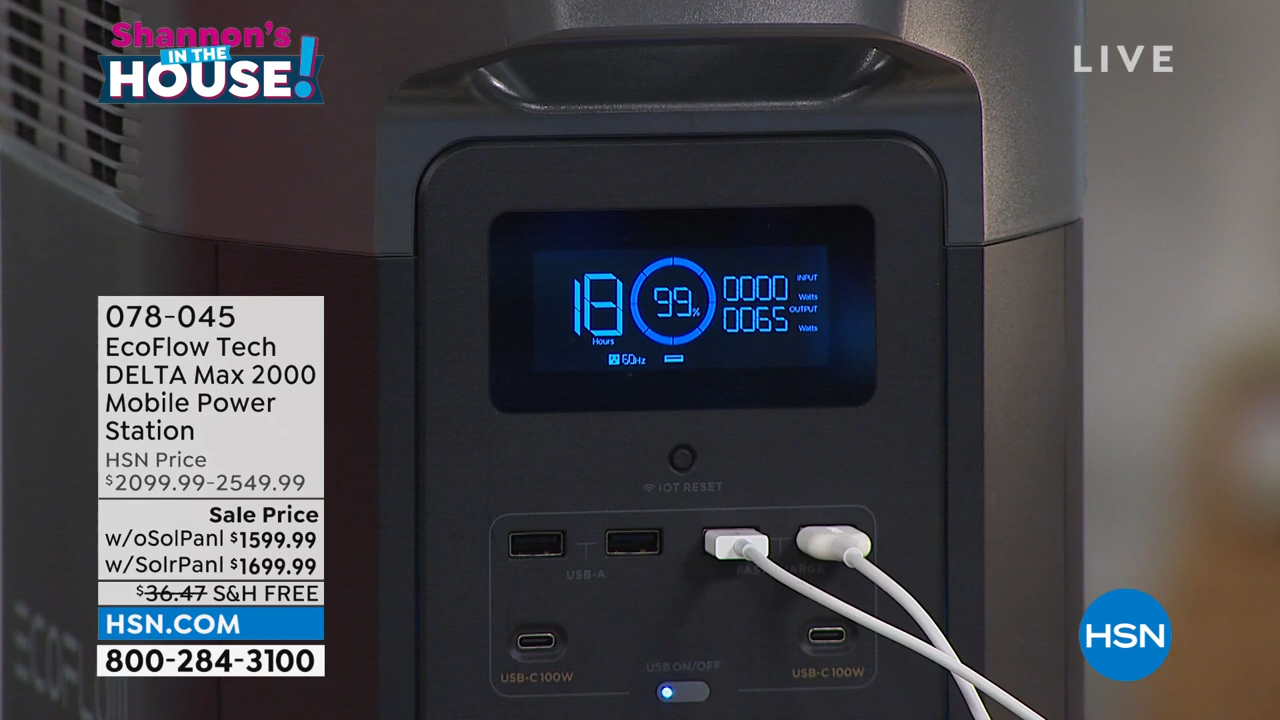 Shannon's
IN THE
HOUSE!
LIVE
078-045
EcoFlow Tech
DELTA Max 2000
Mobile Power
Station
HSN Price
$2099.99-2549.99
Sale Price
w/oSolPanl $1599.99
w/SolrPanl $1699.99
$36.47 S&H FREE
HSN.COM
800-284-3100
18
Hours
99%
0000
INPUT
Watts
0065
OUTPUT
Watts
60Hz
IOT RESET
USB-A
FAST CHARGE
USB-C 100W
USB ON/OFF
USB-C 100W
ECOFLOW
HSN